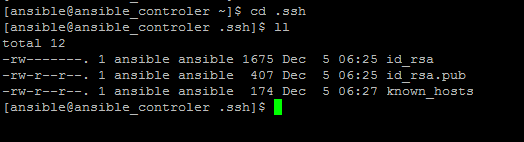 [ansible@ansible_controler ~]$ cd .ssh
[ansible@ansible_controler .ssh]$ ll
total 12
-rw-------. 1 ansible ansible 1675 Dec  5 06:25 id_rsa
-rw-r--r--. 1 ansible ansible  407 Dec  5 06:25 id_rsa.pub
-rw-r--r--. 1 ansible ansible  174 Dec  5 06:27 known_hosts
[ansible@ansible_controler .ssh]$